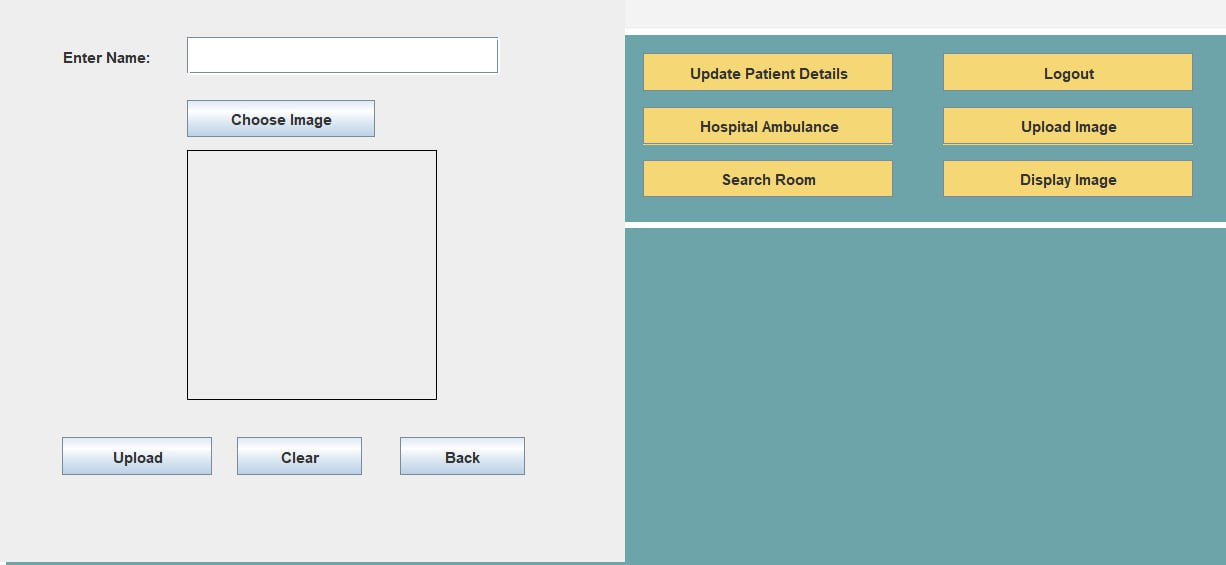 Enter Name:
Choose Image
Upload Clear Back
Update Patient Details Logout
Hospital Ambulance Upload Image
Search Room Display Image